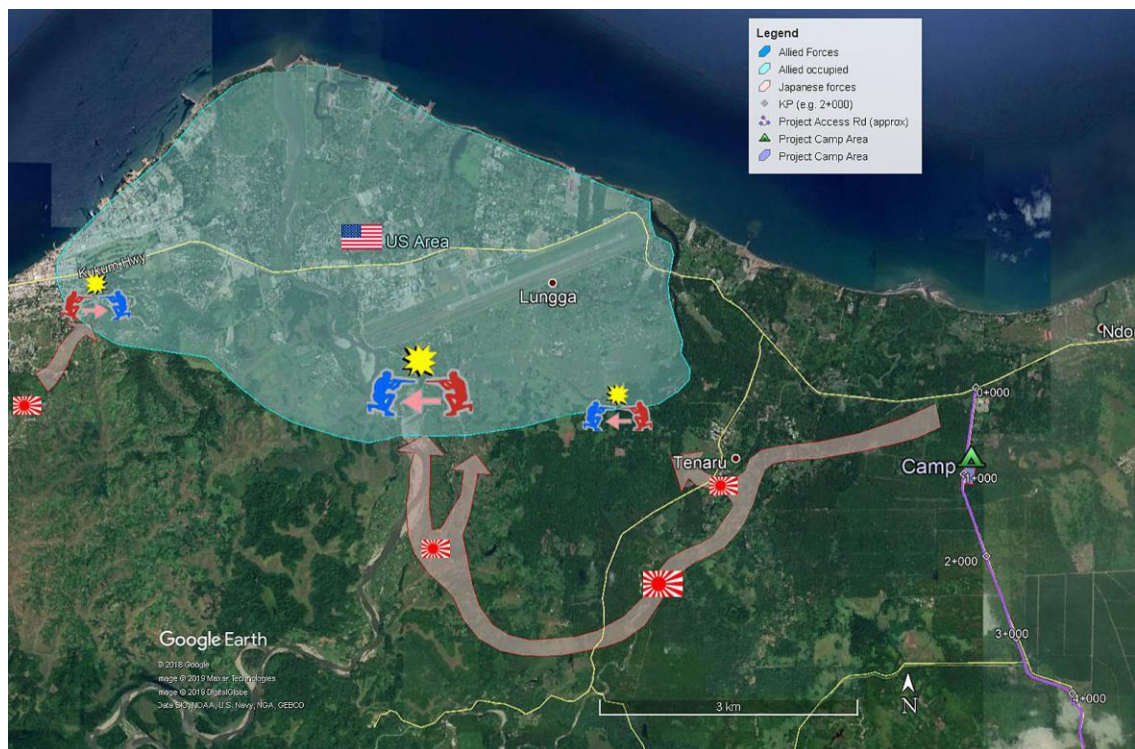 Legend
Allied Forces
Allied occupied
Japanese forces
KP (e.g. 2+000)
Project Access Rd (approx)
Project Camp Area
Project Camp Area
US Area
Kukum Hwy
Lungga
Ndo
0+000
Tenaru
Camp
1+000
2+000
3+000
4+000
Google Earth
© 2018 Google
Image © 2019 Maxar Technologies
Image © 2019 DigitalGlobe
Data SIO, NOAA, U.S. Navy, NGA, GEBCO
3 km
N